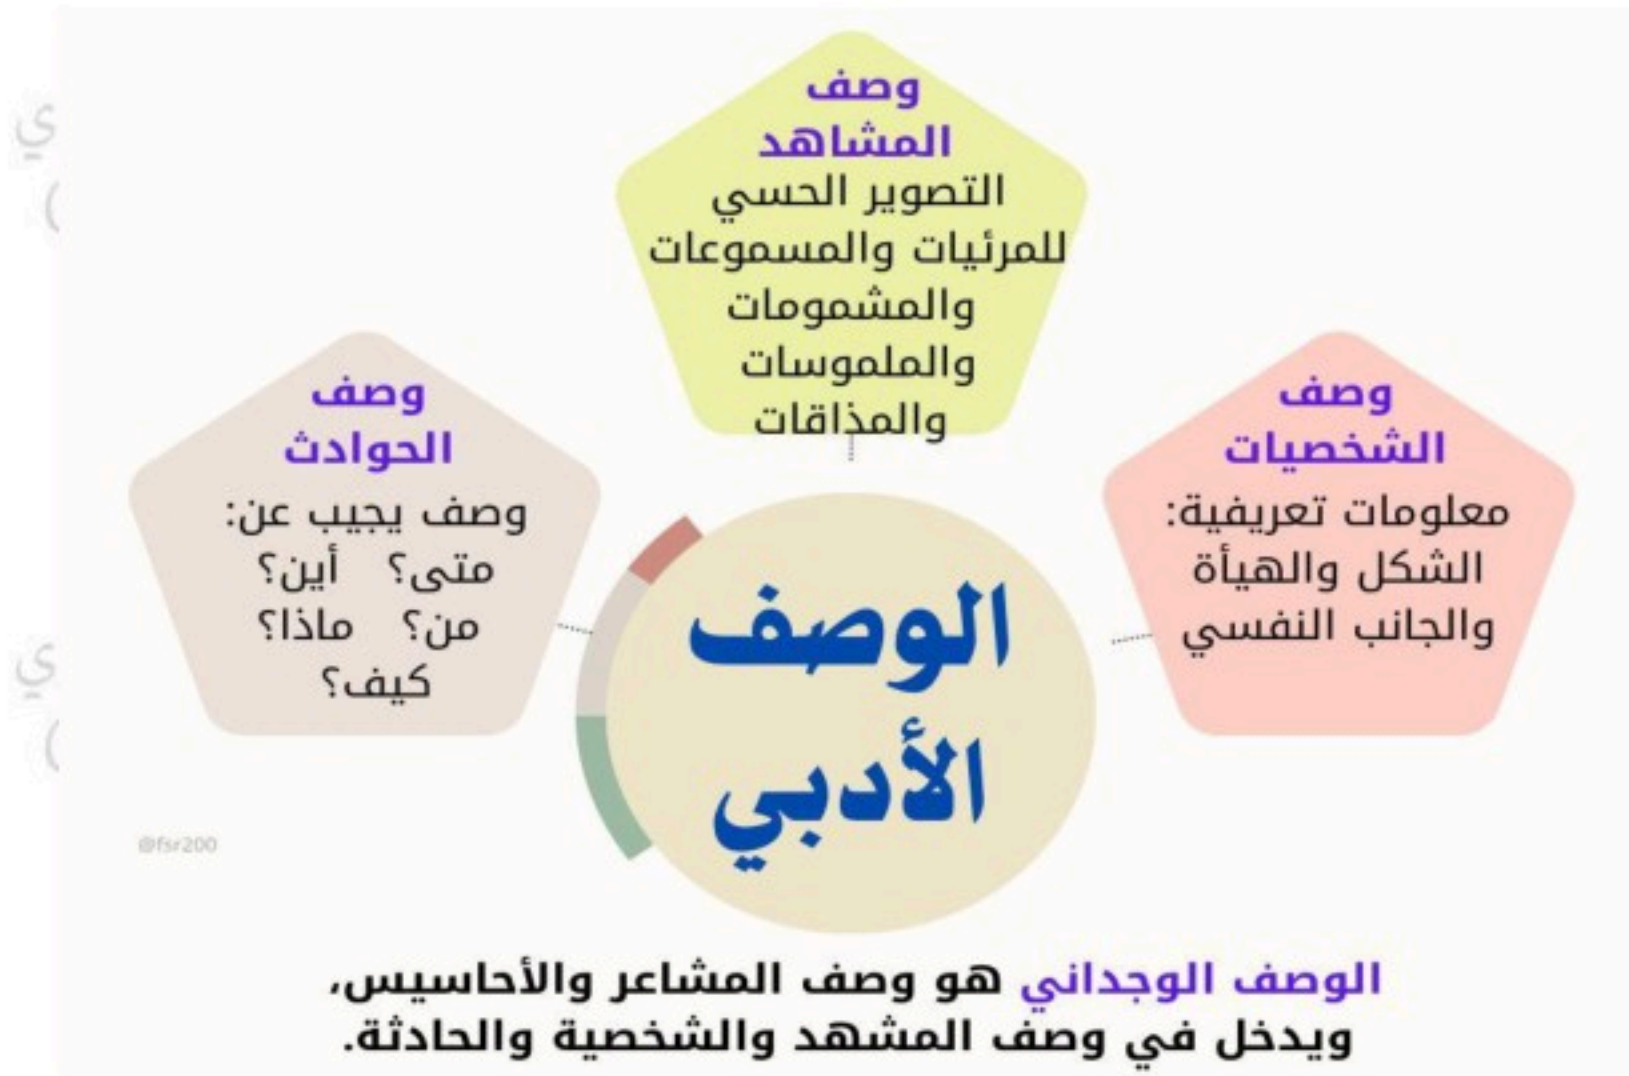 وصف
المشاهد
التصوير الحسي
للمرئيات والمسموعات
والمشمومات
والملموسات
والمذاقات
وصف
الشخصيات
معلومات تعريفية:
الشكل والهيأة
والجانب النفسي
وصف
الحوادث
وصف يجيب عن:
متى؟ أين؟
من؟ ماذا؟
كيف؟
الوصف
الأدبي
@fsr200
الوصف الوجداني هو وصف المشاعر والأحاسيس،
ويدخل في وصف المشهد والشخصية والحادثة.